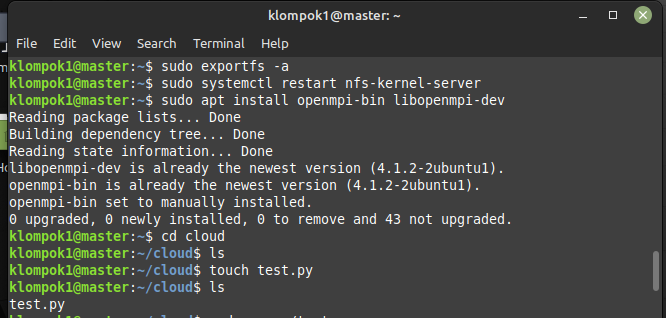 klompok1@master: ~
File Edit View Search Terminal Help
klompok1@master:~$ sudo exportfs -a
klompok1@master:~$ sudo systemctl restart nfs-kernel-server
klompok1@master:~$ sudo apt install openmpi-bin libopenmpi-dev
Reading package lists... Done
Building dependency tree... Done
Reading state information... Done
libopenmpi-dev is already the newest version (4.1.2-2ubuntu1).
openmpi-bin is already the newest version (4.1.2-2ubuntu1).
openmpi-bin set to manually installed.
0 upgraded, 0 newly installed, 0 to remove and 43 not upgraded.
klompok1@master:~$ cd cloud
klompok1@master:~/cloud$ ls
klompok1@master:~/cloud$ touch test.py
klompok1@master:~/cloud$ ls
test.py